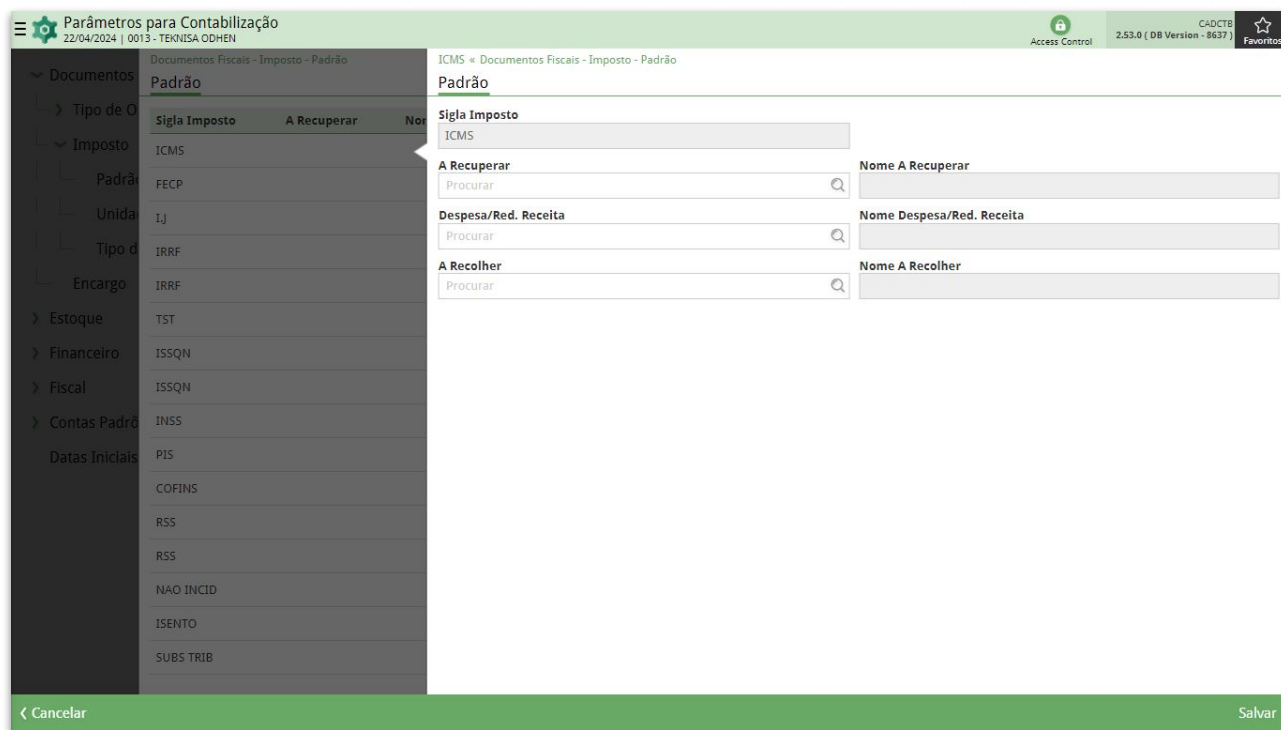 Parâmetros para Contabilização
22/04/2024 | 0013 - TEKNISA ODHEN
Access Control
CADCTB
2.53.0 ( DB Version - 8637 )
Favoritos
Documentos
Tipo de O
Imposto
Padrã
Unida
Tipo d
Encargo
Estoque
Financeiro
Fiscal
Contas Padrõ
Datas Iniciais
Documentos Fiscais - Imposto - Padrão
Padrão
Sigla Imposto A Recuperar Nor
ICMS
FECP
I.J
IRRF
IRRF
TST
ISSQN
ISSQN
INSS
PIS
COFINS
RSS
RSS
NAO INCID
ISENTO
SUBS TRIB
ICMS « Documentos Fiscais - Imposto - Padrão
Padrão
Sigla Imposto
ICMS
A Recuperar Nome A Recuperar
Procurar
Despesa/Red. Receita Nome Despesa/Red. Receita
Procurar
A Recolher Nome A Recolher
Procurar
Cancelar Salvar